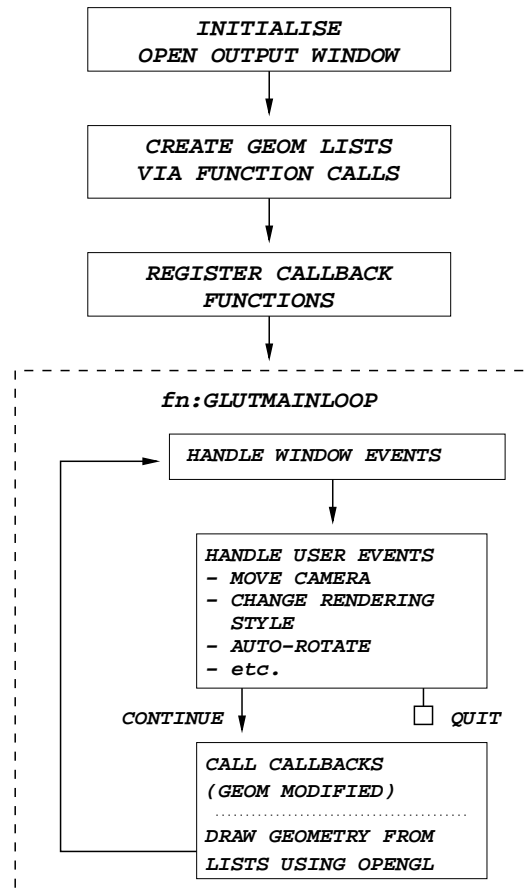 INITIALISE
OPEN OUTPUT WINDOW
CREATE GEOM LISTS
VIA FUNCTION CALLS
REGISTER CALLBACK
FUNCTIONS
fn:GLUTMAINLOOP
HANDLE WINDOW EVENTS
HANDLE USER EVENTS
- MOVE CAMERA
- CHANGE RENDERING
STYLE
- AUTO-ROTATE
- etc.
CONTINUE
QUIT
CALL CALLBACKS
(GEOM MODIFIED)
DRAW GEOMETRY FROM
LISTS USING OPENGL